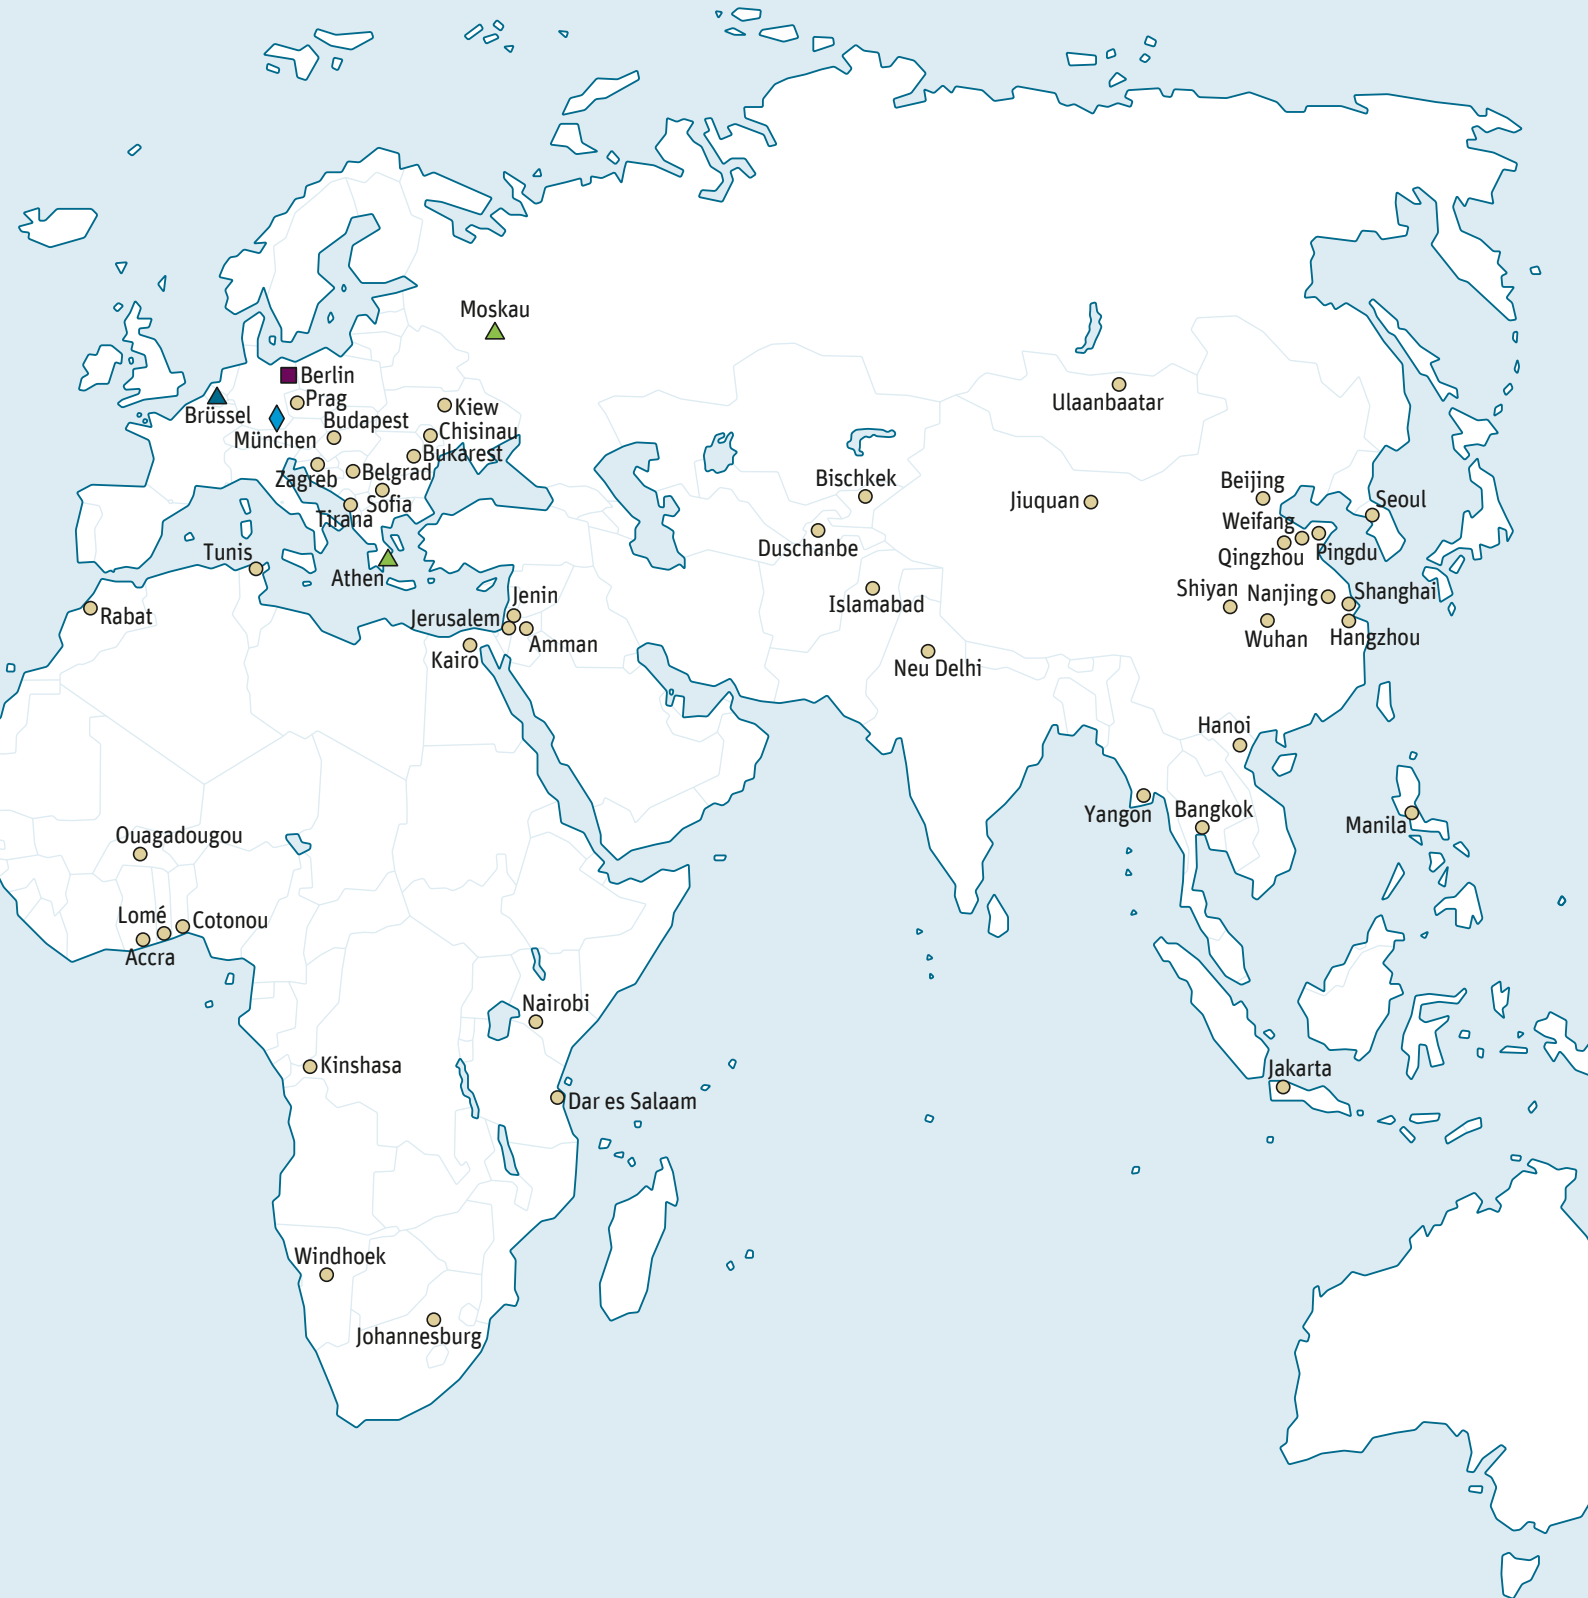 Moskau
Berlin
Prag
Brüssel
Kiew
Budapest
München
Chisinau
Bukarest
Zagreb
Belgrad
Sofia
Tirana
Tunis
Athen
Rabat
Jenin
Jerusalem
Amman
Kairo
Ulaanbaatar
Bischkek
Jiuquan
Beijing
Seoul
Weifang
Duschanbe
Qingzhou
Pingdu
Islamabad
Shiyan
Nanjing
Shanghai
Wuhan
Hangzhou
Neu Delhi
Hanoi
Yangon
Bangkok
Manila
Ouagadougou
Lomé
Cotonou
Accra
Nairobi
Kinshasa
Jakarta
Dar es Salaam
Windhoek
Johannesburg